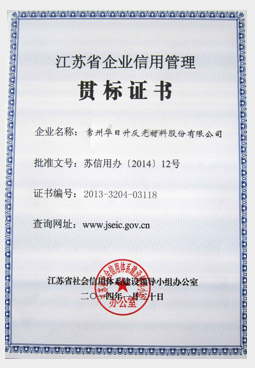 江苏省企业信用管理
贯标证书
企业名称：常州华日升反光材料股份有限公司
批准文号：苏信用办〔2014〕12号
证书编号：2013-3204-03118
查询网址：www.jseic.gov.cn
江苏省社会信用体系建设领导小组办公室
二〇一四年一月二十日
办公室